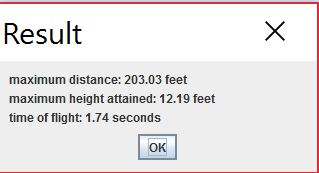 Result
maximum distance: 203.03 feet
maximum height attained: 12.19 feet
time of flight: 1.74 seconds
OK